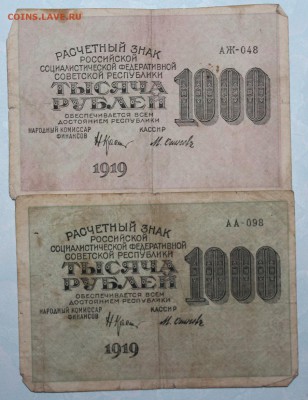 COINS.LAVE.RU
РАСЧЕТНЫЙ ЗНАК
РОССИЙСКОЙ
СОЦИАЛИСТИЧЕСКОЙ ФЕДЕРАТИВНОЙ
СОВЕТСКОЙ РЕСПУБЛИКИ
АЖ-048
ТЫСЯЧА
РУБЛЕЙ
1000
ОБЕСПЕЧИВАЕТСЯ ВСЕМ
ДОСТОЯНИЕМ РЕСПУБЛИКИ
НАРОДНЫЙ КОМИССАР
ФИНАНСОВ
КАССИР
1919
РАСЧЕТНЫЙ ЗНАК
РОССИЙСКОЙ
СОЦИАЛИСТИЧЕСКОЙ ФЕДЕРАТИВНОЙ
СОВЕТСКОЙ РЕСПУБЛИКИ
АА-098
ТЫСЯЧА
РУБЛЕЙ
1000
ОБЕСПЕЧИВАЕТСЯ ВСЕМ
ДОСТОЯНИЕМ РЕСПУБЛИКИ
НАРОДНЫЙ КОМИССАР
ФИНАНСОВ
КАССИР
1919